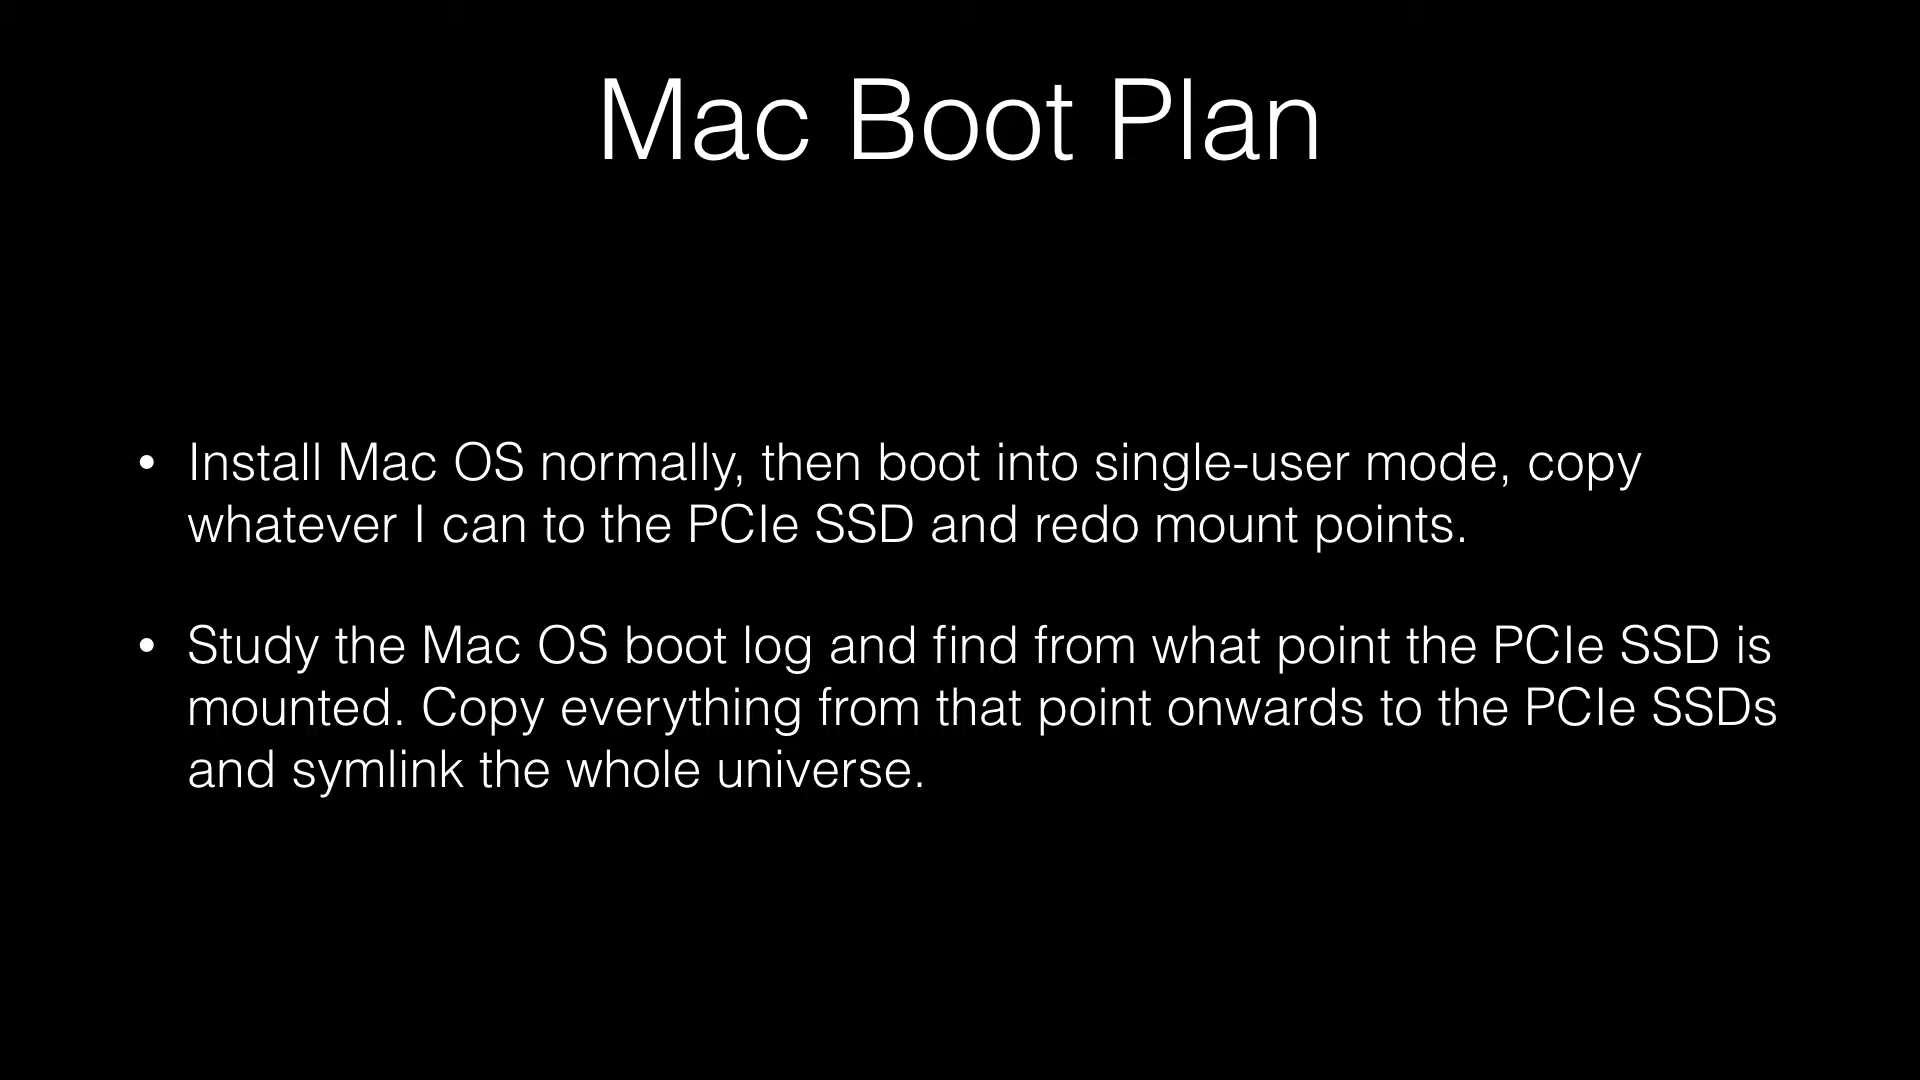 Mac Boot Plan
• Install Mac OS normally, then boot into single-user mode, copy
whatever I can to the PCIe SSD and redo mount points.
• Study the Mac OS boot log and find from what point the PCIe SSD is
mounted. Copy everything from that point onwards to the PCIe SSDs
and symlink the whole universe.